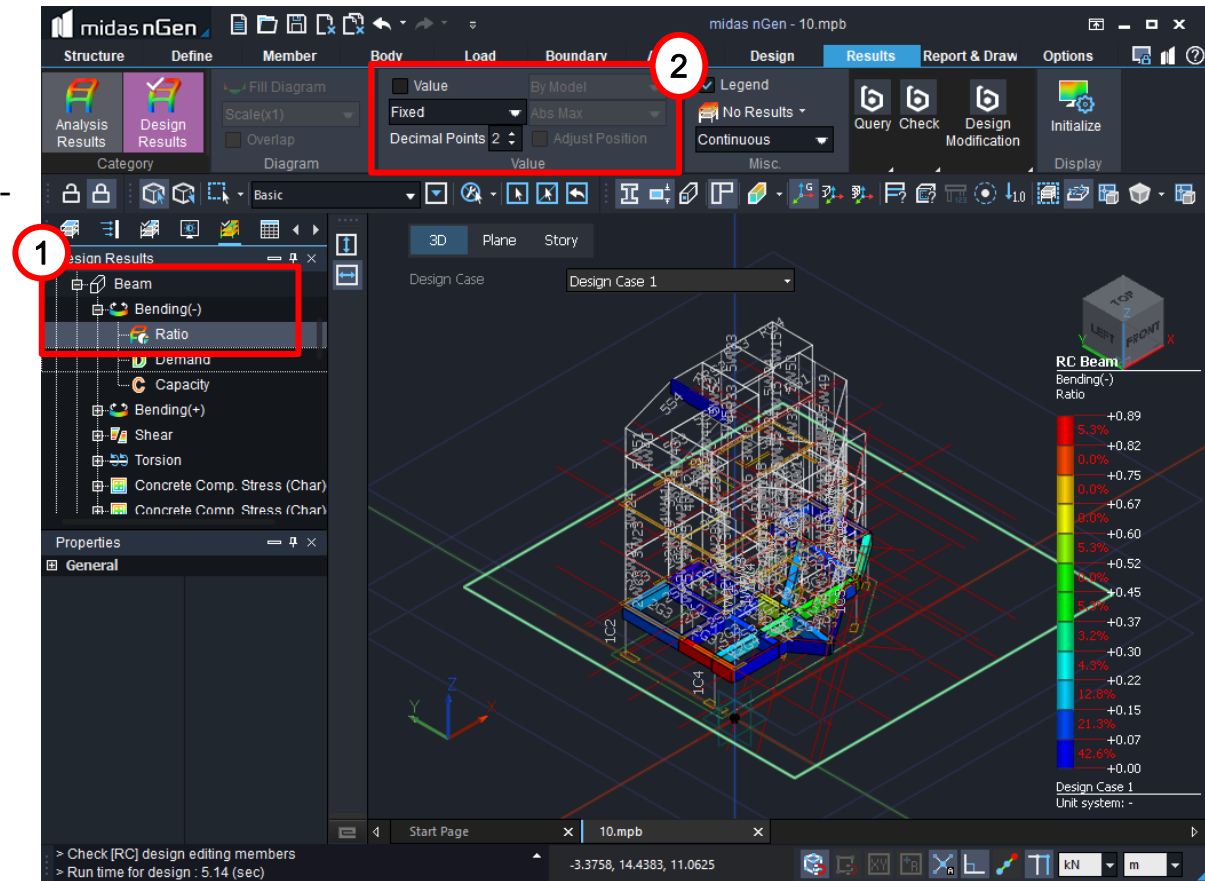 midas nGen
midas nGen - 10.mpb
Structure Define Member Body Load Boundary Design Results Report & Draw Options
2
Fill Diagram
Value
By Model
Legend
Scale(x1)
Fixed
Abs Max
No Results
Analysis Results
Design Results
Query
Check
Design Modification
Initialize
Overlap
Decimal Points 2
Adjust Position
Continuous
Category
Diagram
Value
Misc.
Display
-
Basic
1
esign Results
3D Plane Story
Design Case
Design Case 1
Beam
Bending(-)
Ratio
Demand
Capacity
Bending(+)
Shear
Torsion
Concrete Comp. Stress (Char)
Concrete Comp. Stress (Char)
Properties
General
TOP
LEFT
FRONT
Z
Y
X
RC Beam
Bending(-)
Ratio
+0.89
5.3%
+0.82
0.0%
+0.75
0.0%
+0.67
0.0%
+0.60
5.3%
+0.52
+0.45
+0.37
3.2%
+0.30
4.3%
+0.22
12.8%
+0.15
21.3%
+0.07
42.6%
+0.00
Design Case 1
Unit system: -
1C2
1C4
Z
Y
X
Start Page
10.mpb
> Check [RC] design editing members
> Run time for design : 5.14 (sec)
-3.3758, 14.4383, 11.0625
kN
m